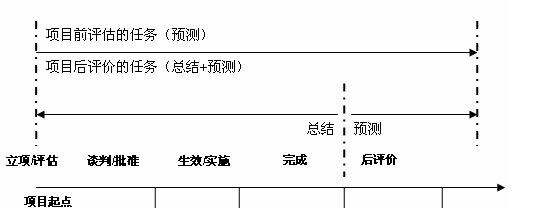 项目前评估的任务（预测）
项目后评价的任务（总结+预测）
总结 预测
立项/评估 谈判/批准 生效/实施 完成 后评价
项目起点